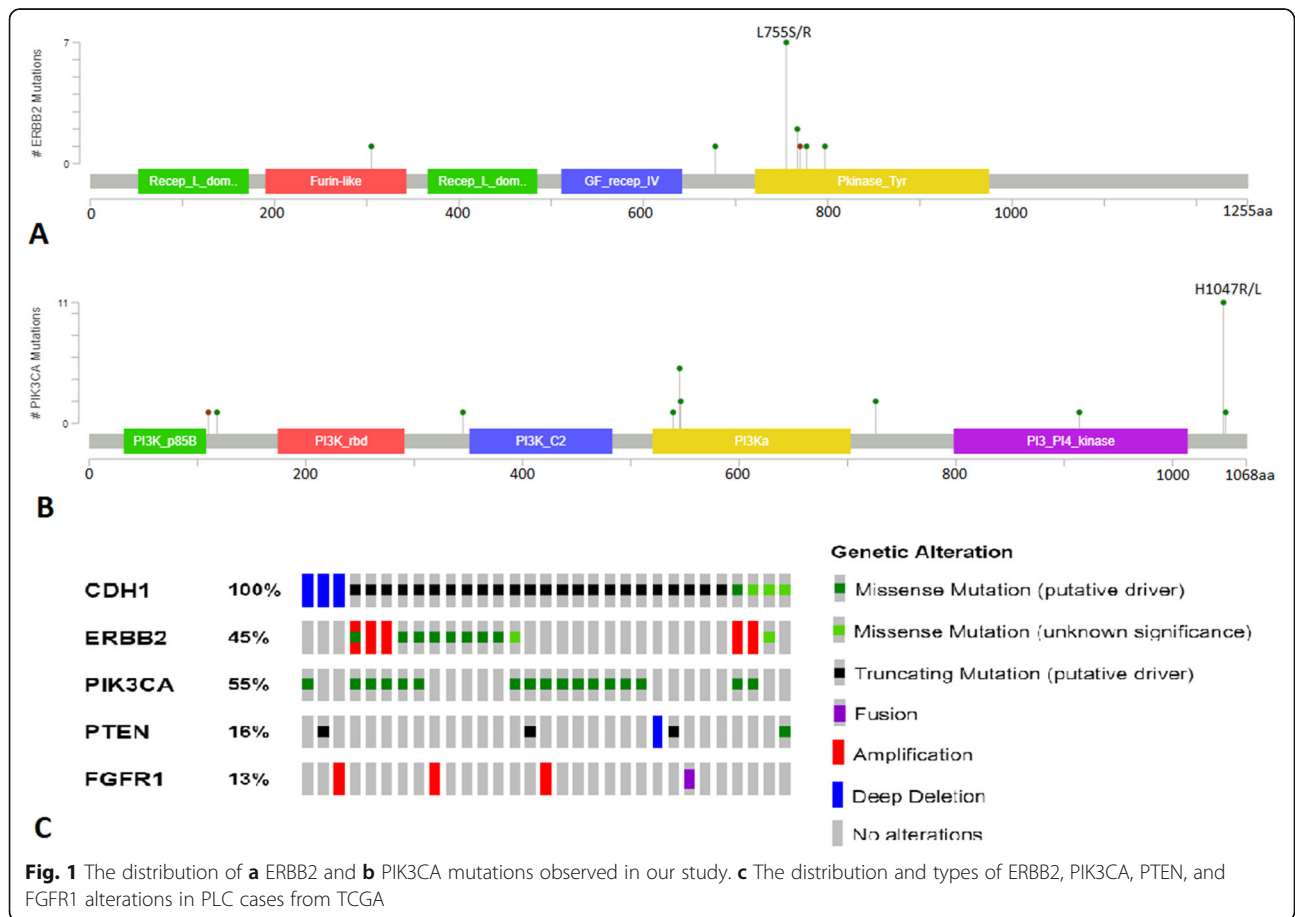 L755S/R
7
# ERBB2 Mutations
0
Recep_L_dom..
Furin-like
Recep_L_dom..
GF_recep_IV
Pkinase_Tyr
0
200
400
600
800
1000
1255aa
A
H1047R/L
11
# PIK3CA Mutations
0
PI3K_p85B
PI3K_rbd
PI3K_C2
PI3Ka
PI3_PI4_kinase
0
200
400
600
800
1000
1068aa
B
CDH1 100%
ERBB2 45%
PIK3CA 55%
PTEN 16%
FGFR1 13%
Genetic Alteration
Missense Mutation (putative driver)
Missense Mutation (unknown significance)
Truncating Mutation (putative driver)
Fusion
Amplification
Deep Deletion
No alterations
C
Fig. 1 The distribution of a ERBB2 and b PIK3CA mutations observed in our study. c The distribution and types of ERBB2, PIK3CA, PTEN, and
FGFR1 alterations in PLC cases from TCGA